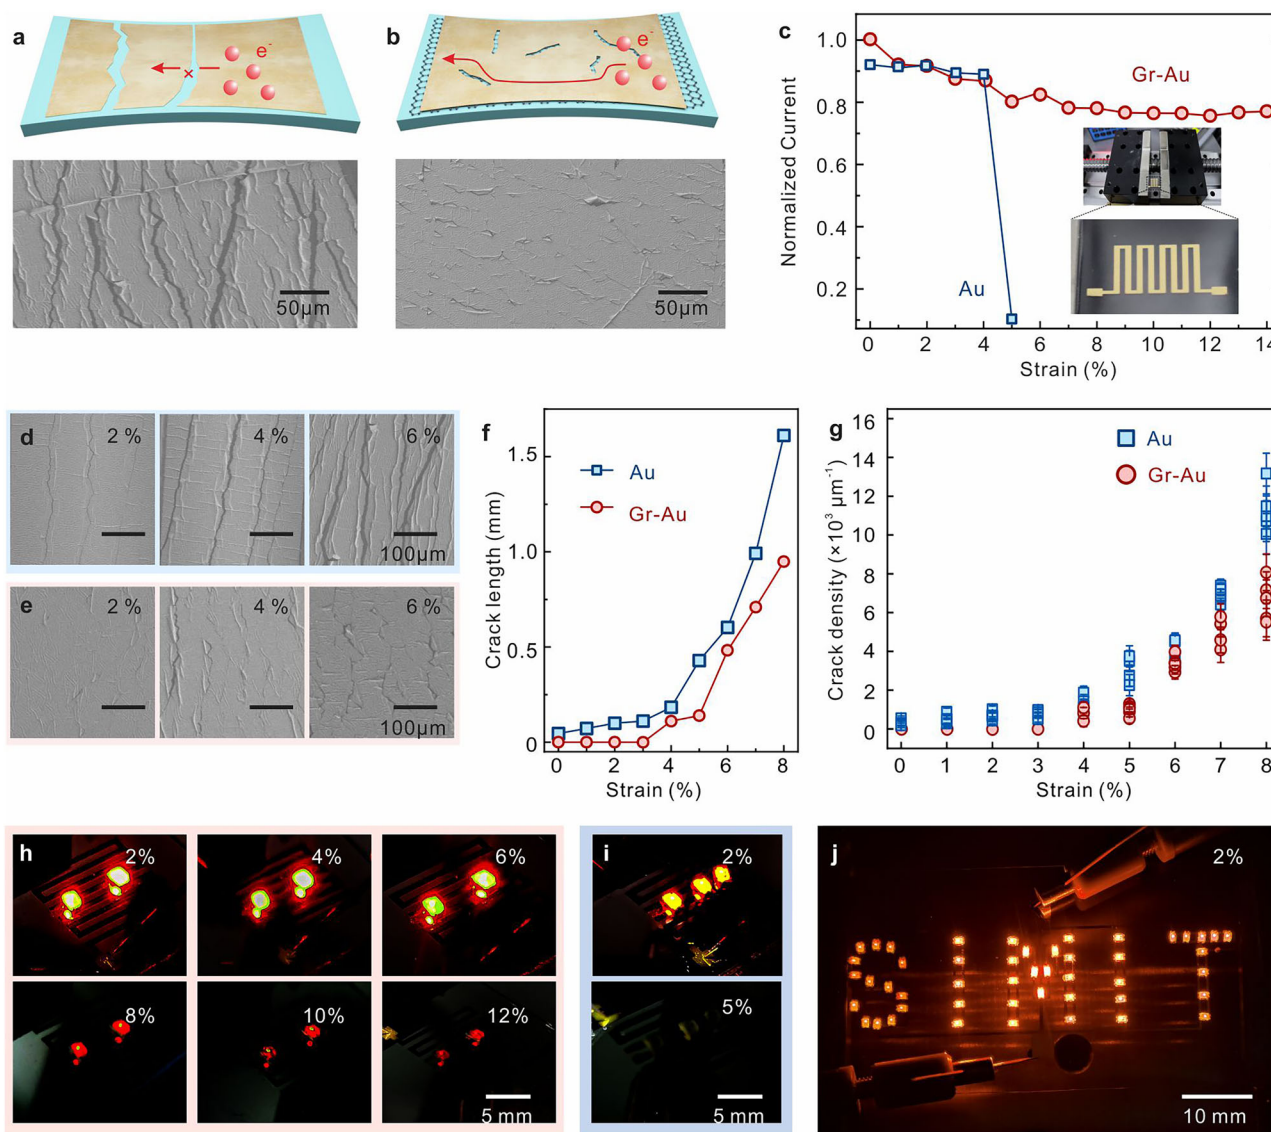 a
e-
×
50µm
b
e-
50µm
c
Normalized Current
1.0
0.8
0.6
0.4
0.2
Gr-Au
Au
0
2
4
6
8
10
12
14
Strain (%)
d
2 %
4 %
6 %
100µm
e
2 %
4 %
6 %
100µm
f
Crack length (mm)
1.5
1.0
0.5
0
Au
Gr-Au
0
2
4
6
8
Strain (%)
g
Crack density (×10³ µm⁻¹)
16
14
12
10
8
6
4
2
0
Au
Gr-Au
0
1
2
3
4
5
6
7
8
Strain (%)
h
2%
4%
6%
8%
10%
12%
5 mm
i
2%
5%
5 mm
j
2%
10 mm